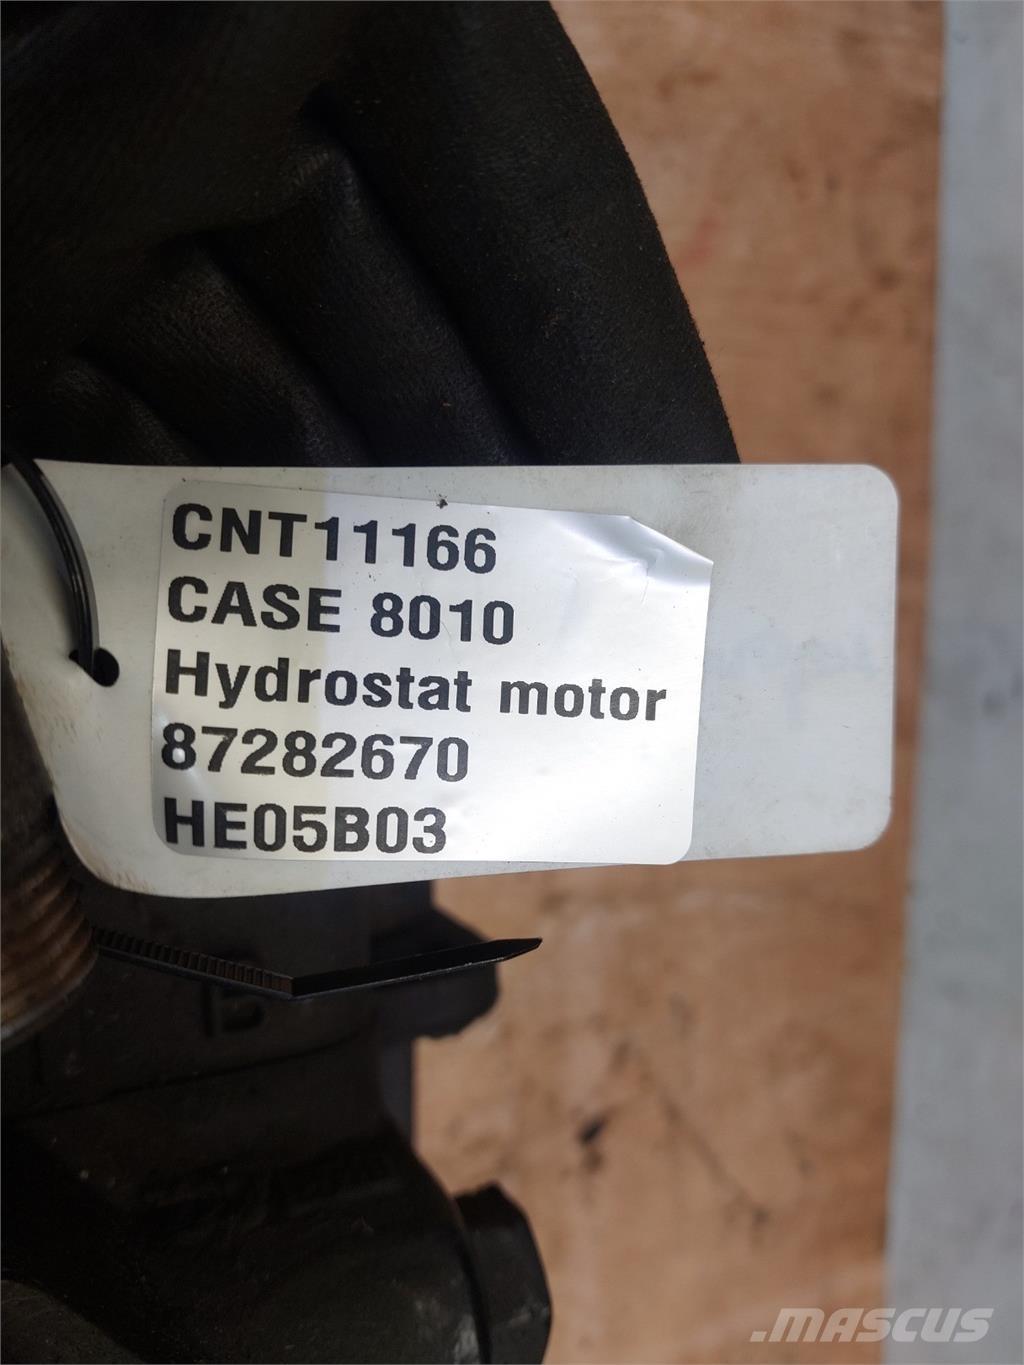 CNT11166
CASE 8010
Hydrostat motor
87282670
HE05B03
B
MASCUS